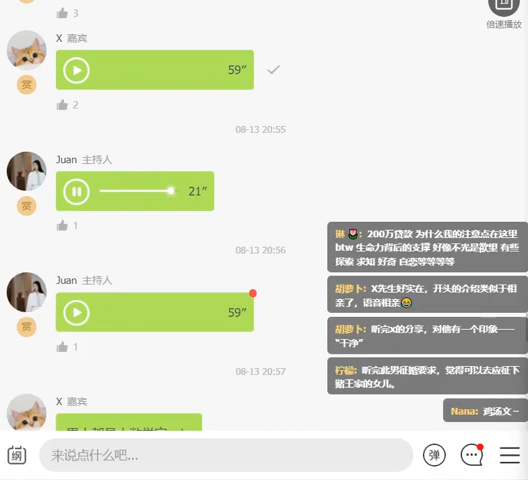 3
倍速播放
X 嘉宾
59″
赏
2
08-13 20:55
Juan 主持人
21″
赏
1
08-13 20:56
Juan 主持人
59″
赏
1
08-13 20:57
X 嘉宾
琳🌷：200万贷款 为什么我的注意点在这里
btw 生命力背后的支撑 好像不光是欲望 有些
探索 求知 好奇 自恋等等等等
胡萝卜：X先生好实在，开头的介绍类似于相
亲了，语音相亲😂
胡萝卜：听完x的分享，对他有一个印象——
“干净”
柠檬：听完此男征婚要求，觉得可以去应征下
赌王家的女儿。
Nana：鸡汤文~
纲
来说点什么吧...
弹